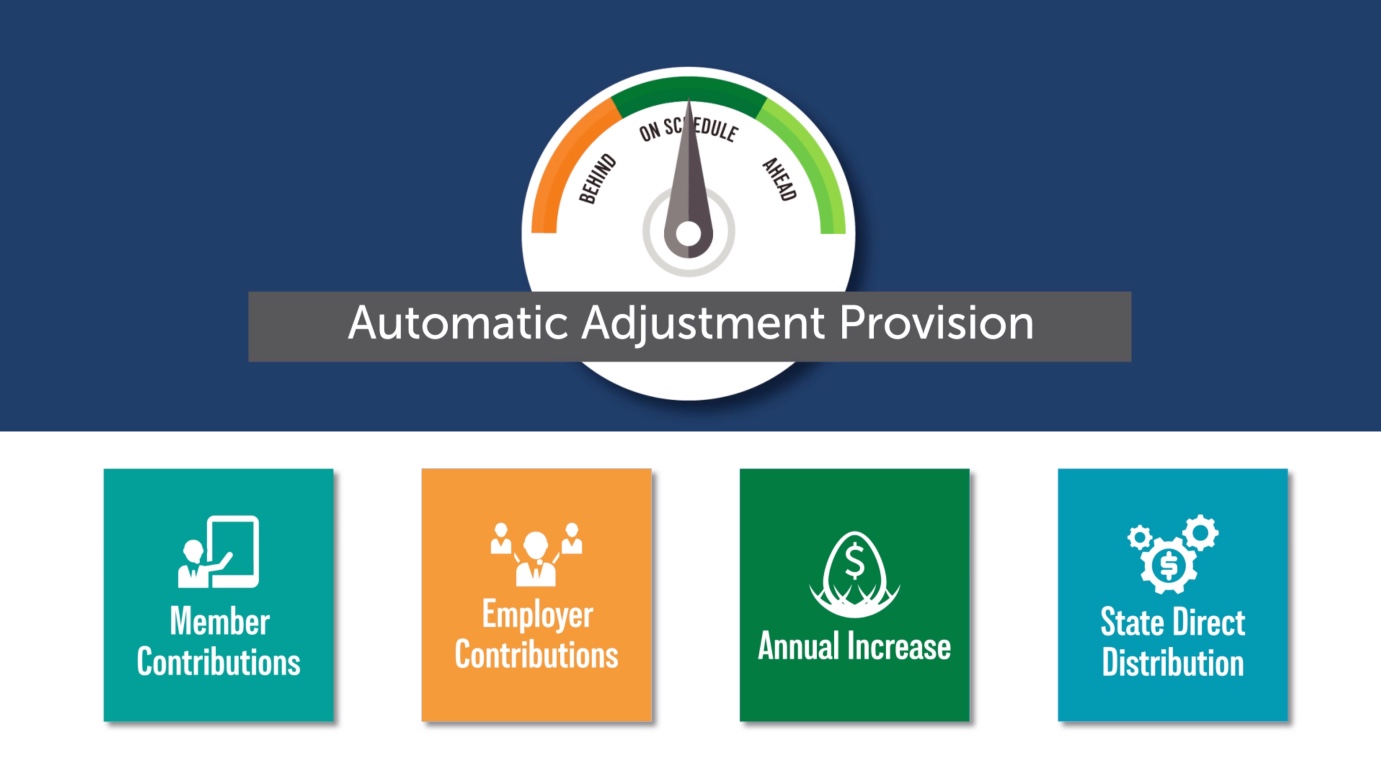 BEHIND
ON SCHEDULE
AHEAD
Automatic Adjustment Provision
Member
Contributions
Employer
Contributions
Annual Increase
State Direct
Distribution